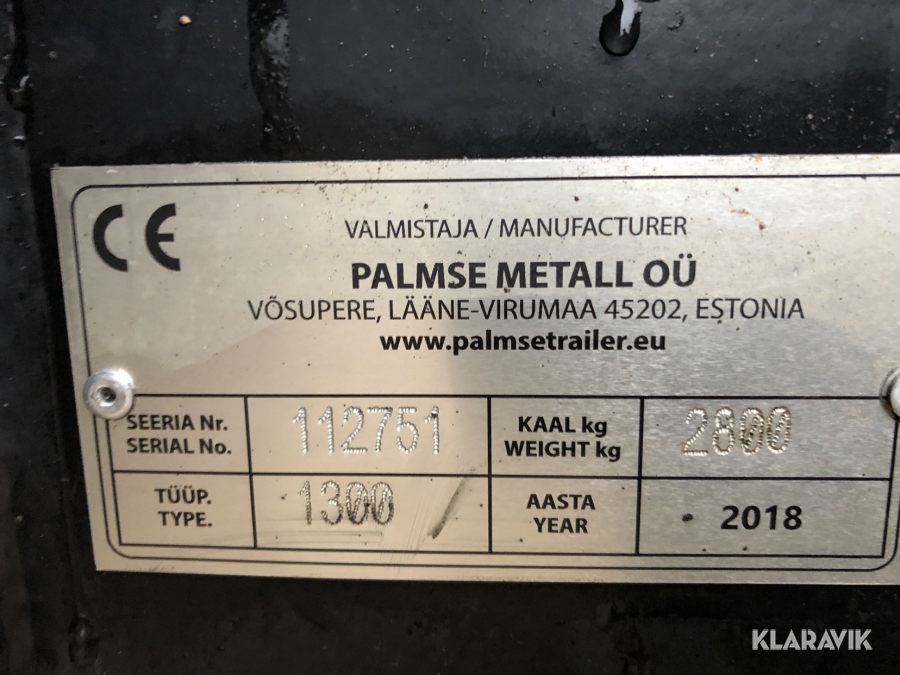 CE
VALMISTAJA / MANUFACTURER
PALMSE METALL OÜ
VÕSUPERE, LÄÄNE-VIRUMAA 45202, ESTONIA
www.palmsetrailer.eu
SEERIA Nr.
SERIAL No.
112751
KAAL kg
WEIGHT kg
2800
TÜÜP.
TYPE.
1300
AASTA
YEAR
2018
KLARAVIK